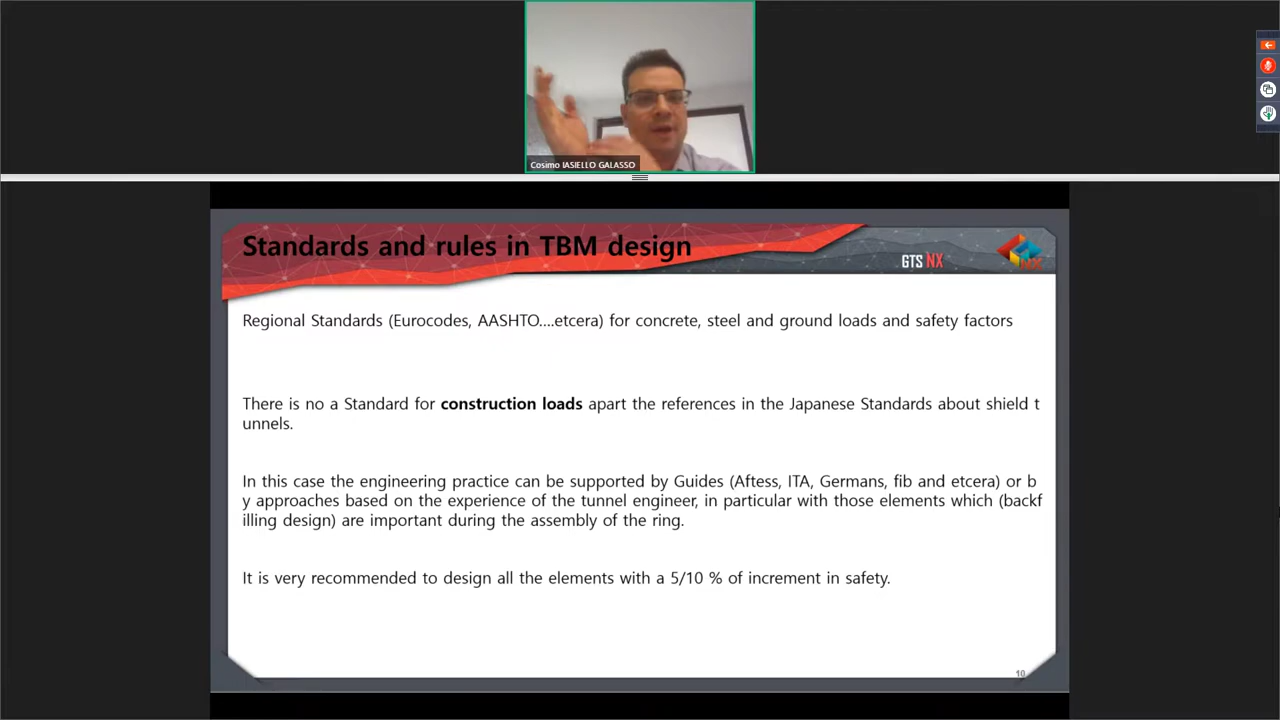 Cosimo IASIELLO GALASSO
Standards and rules in TBM design
GTS NX
NX
Regional Standards (Eurocodes, AASHTO....etcera) for concrete, steel and ground loads and safety factors
There is no a Standard for construction loads apart the references in the Japanese Standards about shield t
unnels.
In this case the engineering practice can be supported by Guides (Aftess, ITA, Germans, fib and etcera) or b
y approaches based on the experience of the tunnel engineer, in particular with those elements which (backf
illing design) are important during the assembly of the ring.
It is very recommended to design all the elements with a 5/10 % of increment in safety.
10